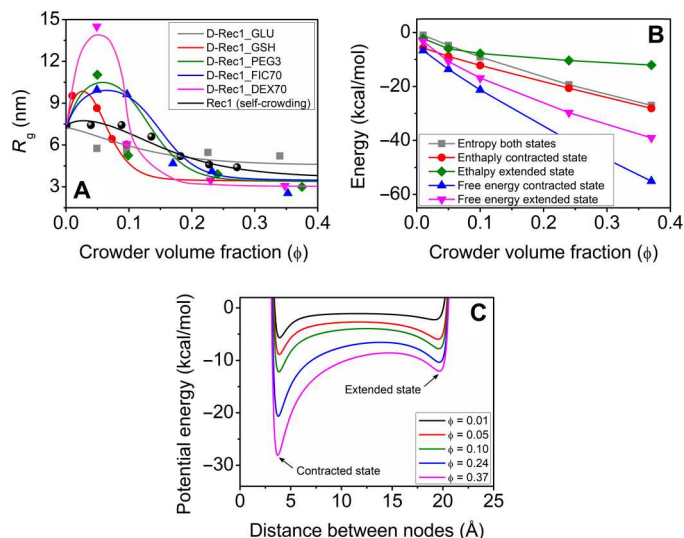 15
12
9
6
3
R_g (nm)
D-Rec1_GLU
D-Rec1_GSH
D-Rec1_PEG3
D-Rec1_FIC70
D-Rec1_DEX70
Rec1 (self-crowding)
A
0.0 0.1 0.2 0.3 0.4
Crowder volume fraction (ϕ)
0
−20
−40
−60
Energy (kcal/mol)
B
Entropy both states
Enthaply contracted state
Ethalpy extended state
Free energy contracted state
Free energy extended state
0.0 0.1 0.2 0.3 0.4
Crowder volume fraction (ϕ)
0
−10
−20
−30
Potential energy (kcal/mol)
C
Extended state
Contracted state
ϕ = 0.01
ϕ = 0.05
ϕ = 0.10
ϕ = 0.24
ϕ = 0.37
0 5 10 15 20 25
Distance between nodes (Å)